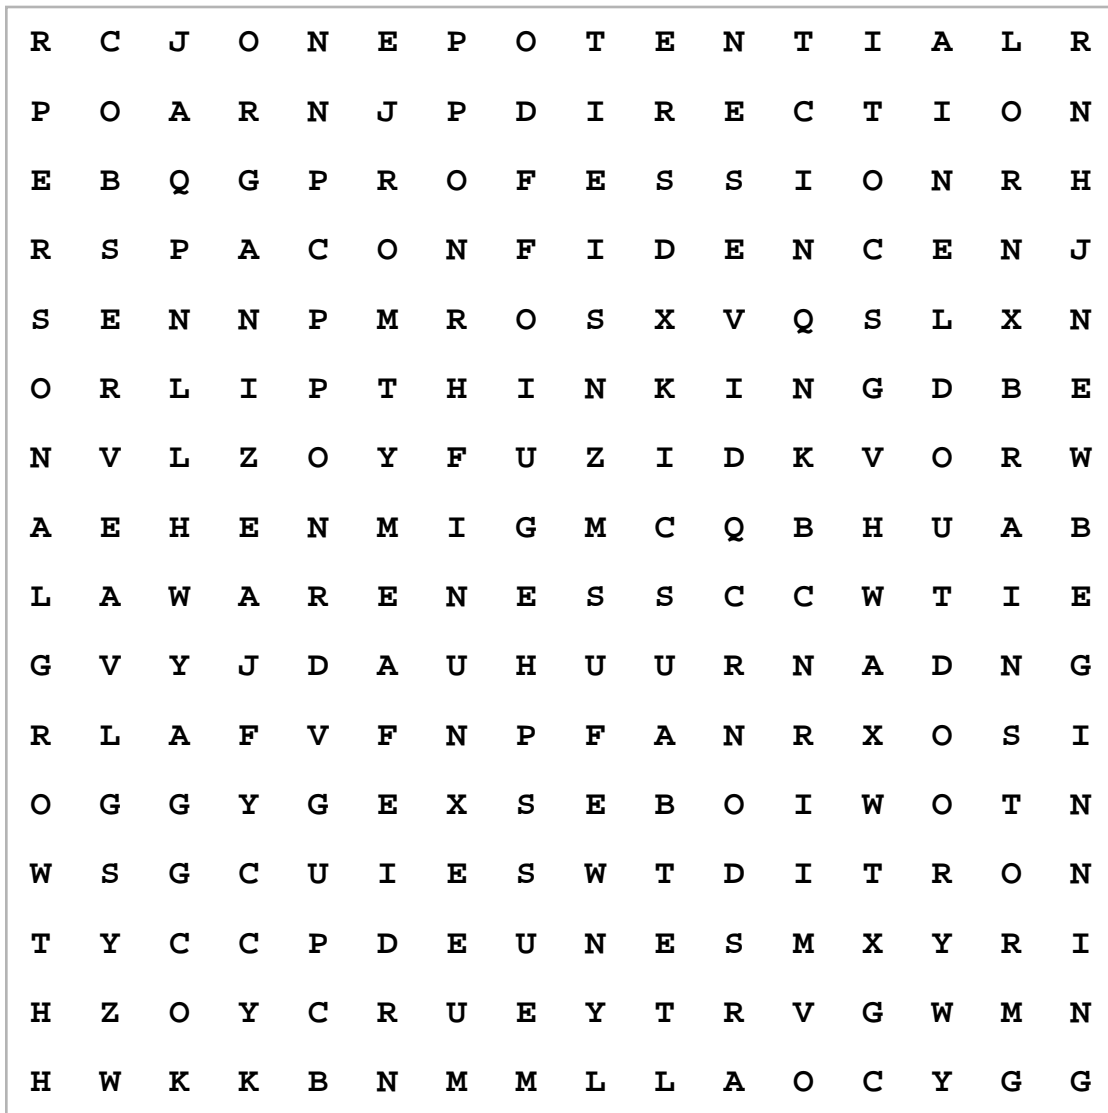 R C J O N E P O T E N T I A L R
P O A R N J P D I R E C T I O N
E B Q G P R O F E S S I O N R H
R S P A C O N F I D E N C E N J
S E N N P M R O S X V Q S L X N
O R L I P T H I N K I N G D B E
N V L Z O Y F U Z I D K V O R W
A E H E N M I G M C Q B H U A B
L A W A R E N E S S C C W T I E
G V Y J D A U H U U R N A D N G
R L A F V F N P F A N R X O S I
O G G Y G E X S E B O I W O T N
W S G C U I E S W T D I T R O N
T Y C C P D E U N E S M X Y R I
H Z O Y C R U E Y T R V G W M N
H W K K B N M M L L A O C Y G G